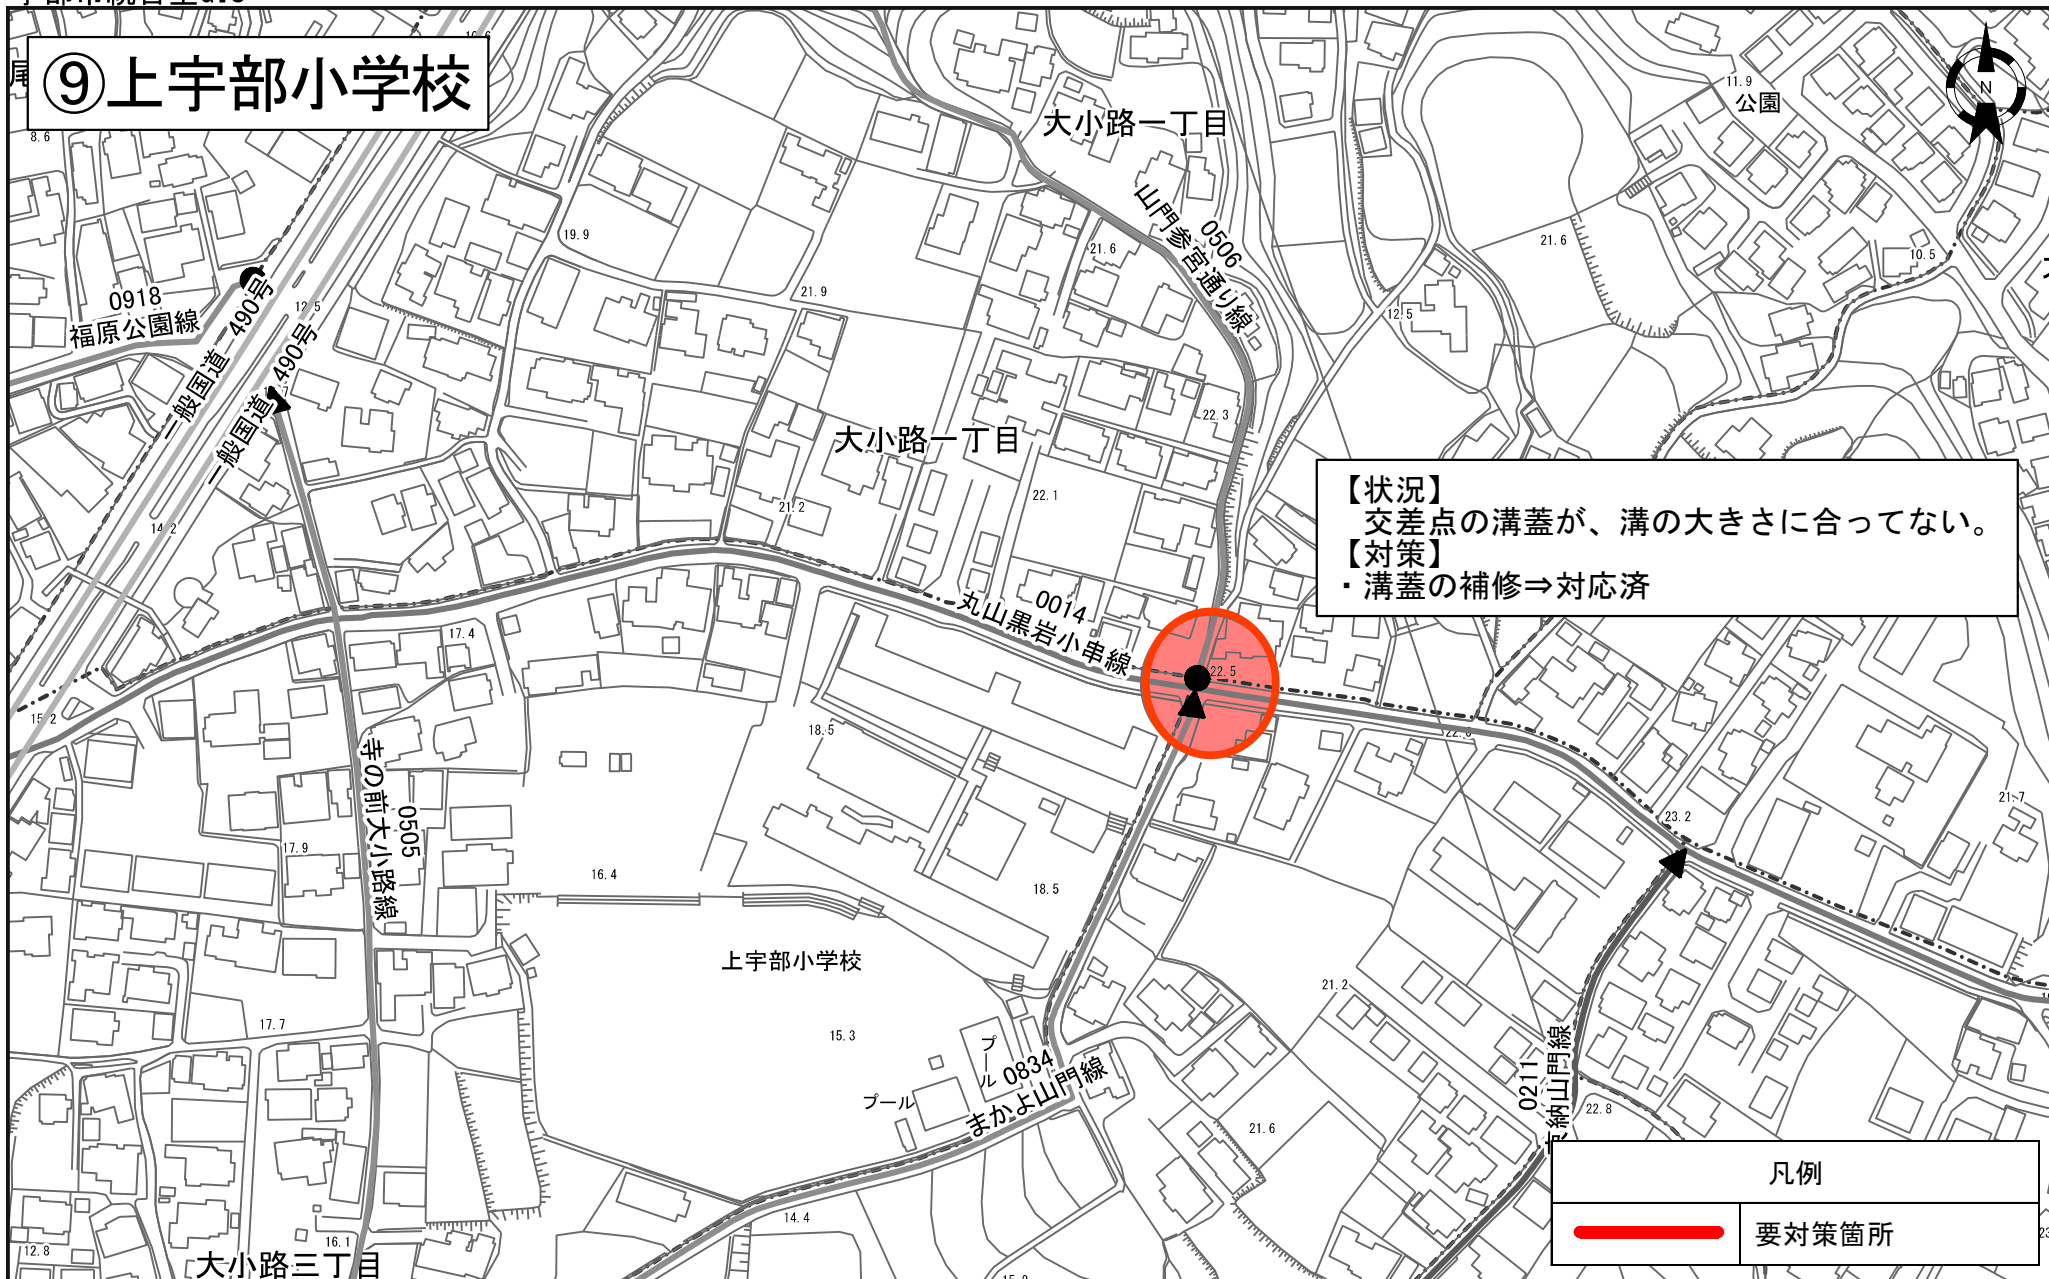 ⑨上宇部小学校
大小路一丁目
公園
11.9
8.6
19.9
21.6
0506
山門参宮通り線
21.6
10.5
0918
福原公園線
一般国道 490号
一般国道 490号
12.5
21.9
12.5
22.3
大小路一丁目
22.1
21.2
14.2
【状況】
交差点の溝蓋が、溝の大きさに合ってない。
【対策】
・溝蓋の補修⇒対応済
0014
丸山黒岩小串線
17.4
22.5
15.2
18.5
寺の前大小路線
0505
17.9
16.4
18.5
23.2
21.7
上宇部小学校
21.2
17.7
15.3
プール
プール
0834
まかよ山門線
0211
納山門線
22.8
21.6
14.4
16.1
12.8
大小路三丁目
凡例
要対策箇所
N